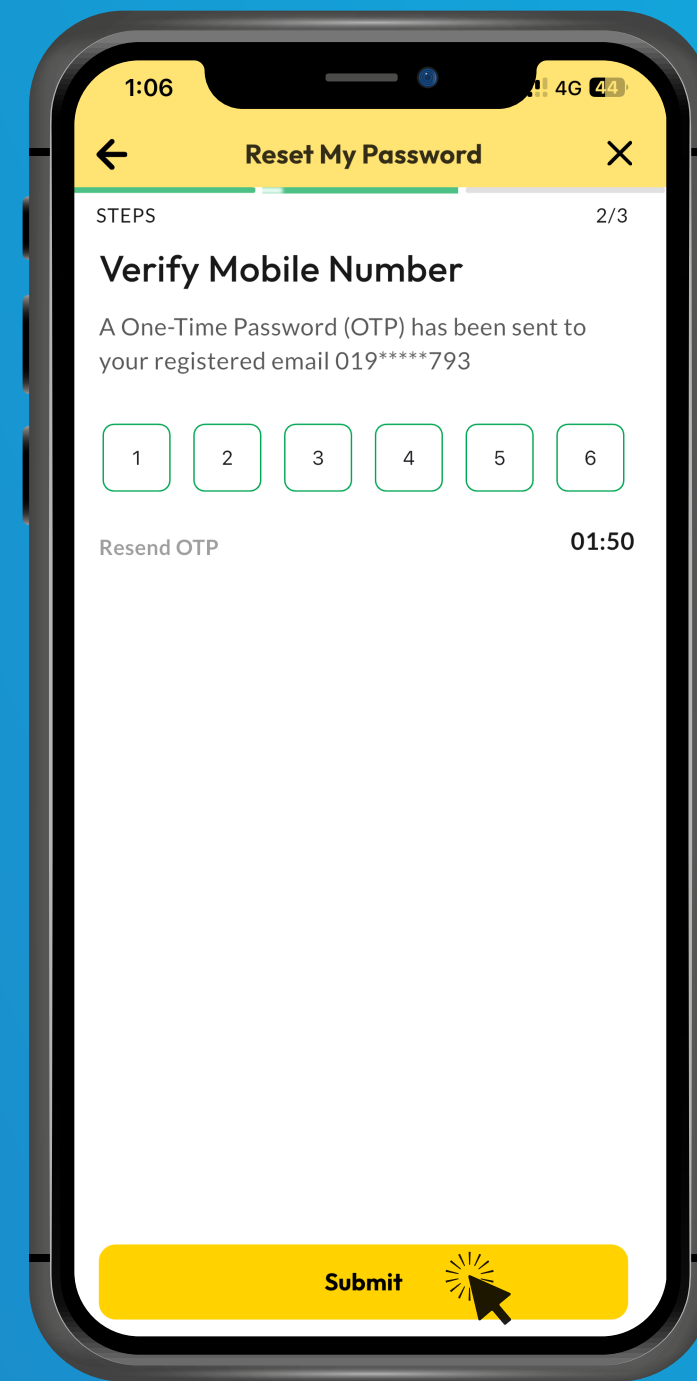 1:06 4G 44
Reset My Password
STEPS 2/3
Verify Mobile Number
A One-Time Password (OTP) has been sent to
your registered email 019*****793
1 2 3 4 5 6
Resend OTP 01:50
Submit